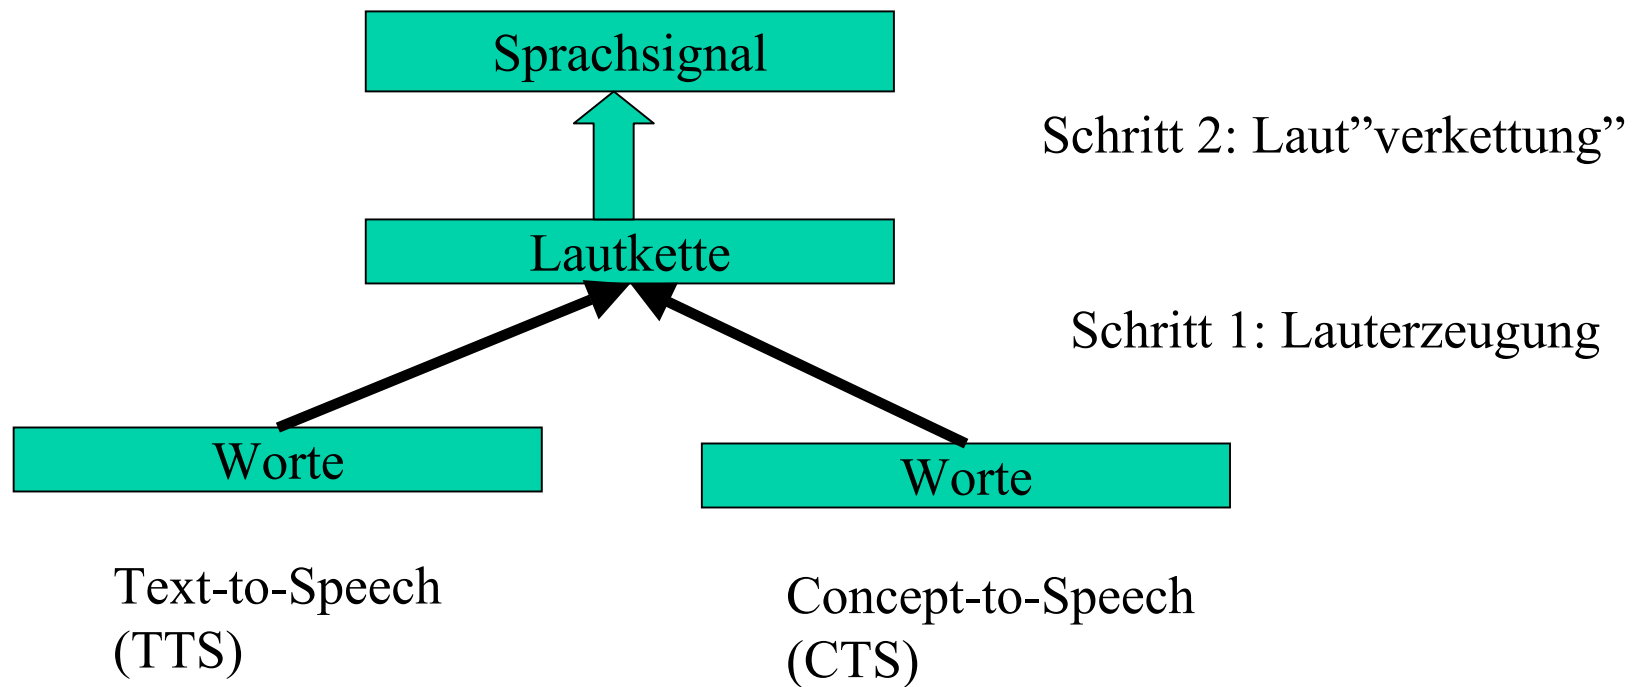 Sprachsignal
Schritt 2: Laut”verkettung”
Lautkette
Schritt 1: Lauterzeugung
Worte
Worte
Text-to-Speech
(TTS)
Concept-to-Speech
(CTS)